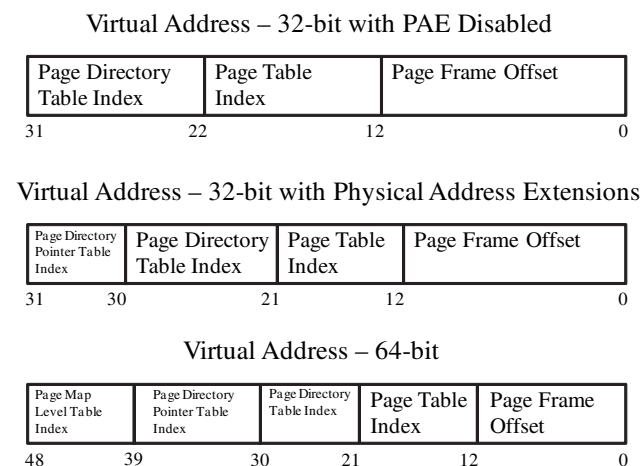 Virtual Address – 32-bit with PAE Disabled
Page Directory
Table Index
Page Table
Index
Page Frame Offset
31 22 12 0
Virtual Address – 32-bit with Physical Address Extensions
Page Directory
Pointer Table
Index
Page Directory
Table Index
Page Table
Index
Page Frame Offset
31 30 21 12 0
Virtual Address – 64-bit
Page Map
Level Table
Index
Page Directory
Pointer Table
Index
Page Directory
Table Index
Page Table
Index
Page Frame
Offset
48 39 30 21 12 0